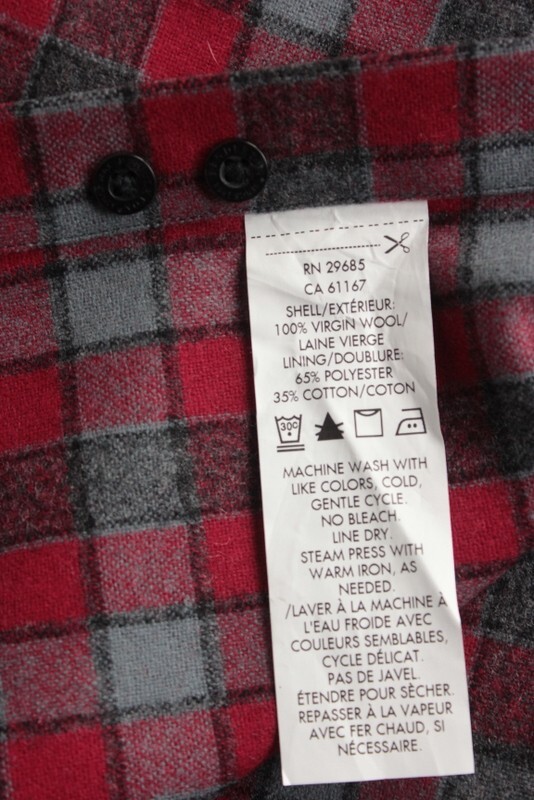 RN 29685
CA 61167
SHELL/EXTÉRIEUR:
100% VIRGIN WOOL/
LAINE VIERGE
LINING/DOUBLURE:
65% POLYESTER
35% COTTON/COTON
30C
MACHINE WASH WITH
LIKE COLORS, COLD,
GENTLE CYCLE.
NO BLEACH.
LINE DRY.
STEAM PRESS WITH
WARM IRON, AS
NEEDED.
/LAVER À LA MACHINE À
L'EAU FROIDE AVEC
COULEURS SEMBLABLES,
CYCLE DÉLICAT.
PAS DE JAVEL.
ÉTENDRE POUR SÈCHER.
REPASSER À LA VAPEUR
AVEC FER CHAUD, SI
NÉCESSAIRE.